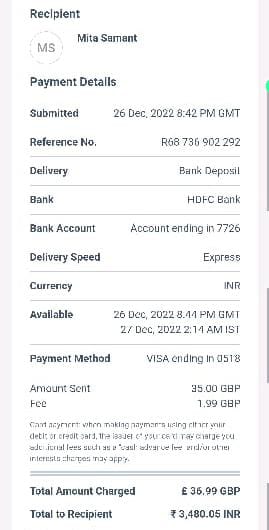 Recipient
MS
Mita Samant
Payment Details
Submitted 26 Dec, 2022 8:42 PM GMT
Reference No. R68 736 902 292
Delivery Bank Deposit
Bank HDFC Bank
Bank Account Account ending in 7726
Delivery Speed Express
Currency INR
Available 26 Dec, 2022 8:44 PM GMT
27 Dec, 2022 2:14 AM IST
Payment Method VISA ending in 0518
Amount Sent 35.00 GBP
Fee 1.99 GBP
Card payment: when making payments using either your
debit or credit card, the issuer of your card may charge you
additional fees such as a "cash advance fee" and/or other
interests charges may apply.
Total Amount Charged £ 36.99 GBP
Total to Recipient ₹ 3,480.05 INR